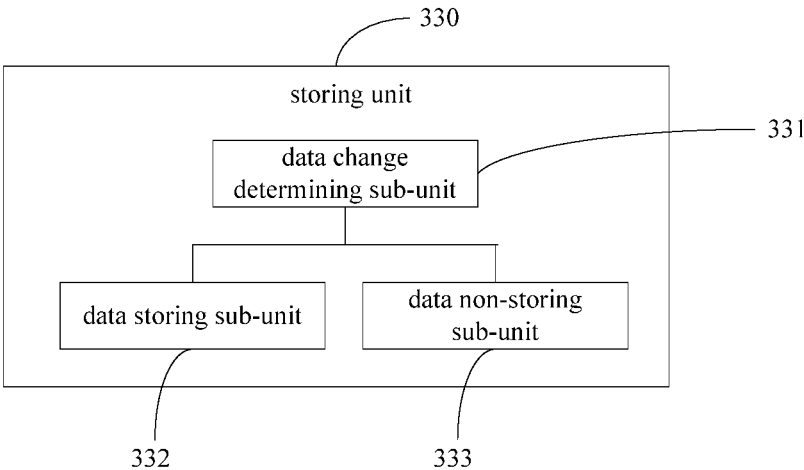 330
storing unit
331
data change
determining sub-unit
data storing sub-unit
data non-storing
sub-unit
332
333